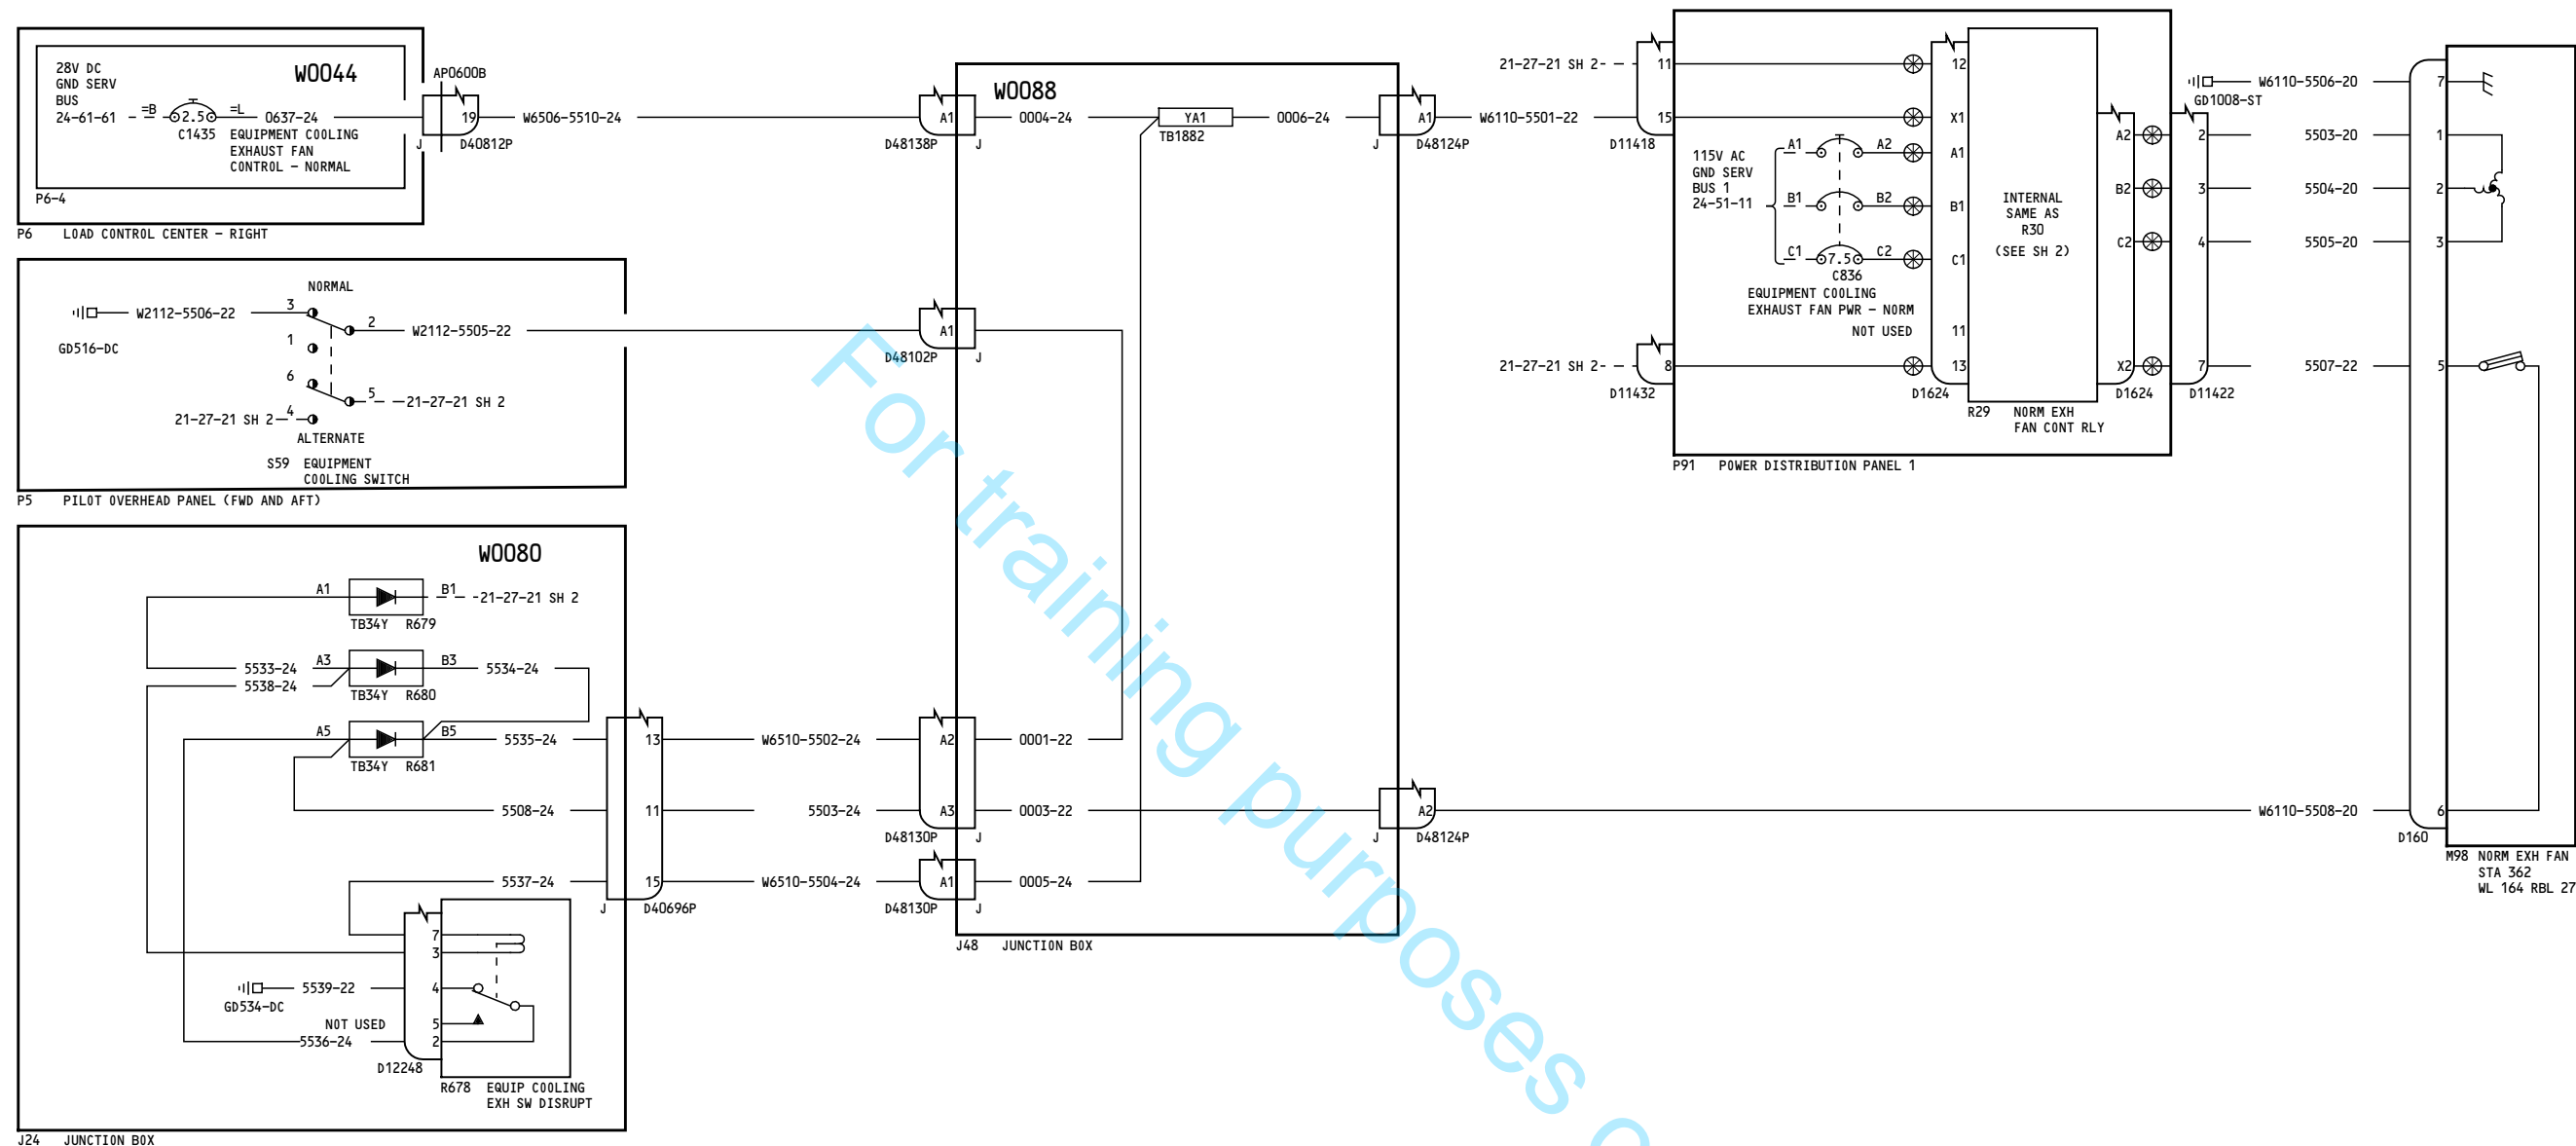 28V DC
GND SERV
BUS
24-61-61
=B
2.5
=L
C1435
W0044
0637-24
EQUIPMENT COOLING
EXHAUST FAN
CONTROL - NORMAL
P6-4
P6 LOAD CONTROL CENTER - RIGHT
AP0600B
19
J
D40812P
W6506-5510-24
NORMAL
3
W2112-5506-22
GD516-DC
2
W2112-5505-22
1
6
5
21-27-21 SH 2
4
21-27-21 SH 2
ALTERNATE
S59 EQUIPMENT
COOLING SWITCH
P5 PILOT OVERHEAD PANEL (FWD AND AFT)
W0080
A1
B1
21-27-21 SH 2
TB34Y R679
5533-24
A3
B3
5534-24
5538-24
TB34Y R680
A5
B5
5535-24
TB34Y R681
5508-24
5537-24
13
11
15
J
D40696P
7
3
GD534-DC
5539-22
4
NOT USED
5
5536-24
2
D12248
R678 EQUIP COOLING
EXH SW DISRUPT
J24 JUNCTION BOX
W6510-5502-24
5503-24
W6510-5504-24
W0088
A1
D48138P
J
0004-24
YA1
TB1882
0006-24
A1
D48102P
J
A2
0001-22
A3
0003-22
D48130P
J
A1
0005-24
D48130P
J
J48 JUNCTION BOX
A1
J
D48124P
W6110-5501-22
A2
J
D48124P
W6110-5508-20
21-27-21 SH 2
11
15
D11418
12
X1
115V AC
GND SERV
BUS 1
24-51-11
A1
A2
A1
B1
B2
B1
C1
7.5
C2
C1
C836
EQUIPMENT COOLING
EXHAUST FAN PWR - NORM
NOT USED
11
21-27-21 SH 2
8
13
D11432
D1624
INTERNAL
SAME AS
R30
(SEE SH 2)
R29 NORM EXH
FAN CONT RLY
A2
B2
C2
X2
D1624
2
3
4
7
D11422
P91 POWER DISTRIBUTION PANEL 1
GD1008-ST
W6110-5506-20
5503-20
5504-20
5505-20
5507-22
7
1
2
3
5
6
D160
M98 NORM EXH FAN
STA 362
WL 164 RBL 27
For training purposes